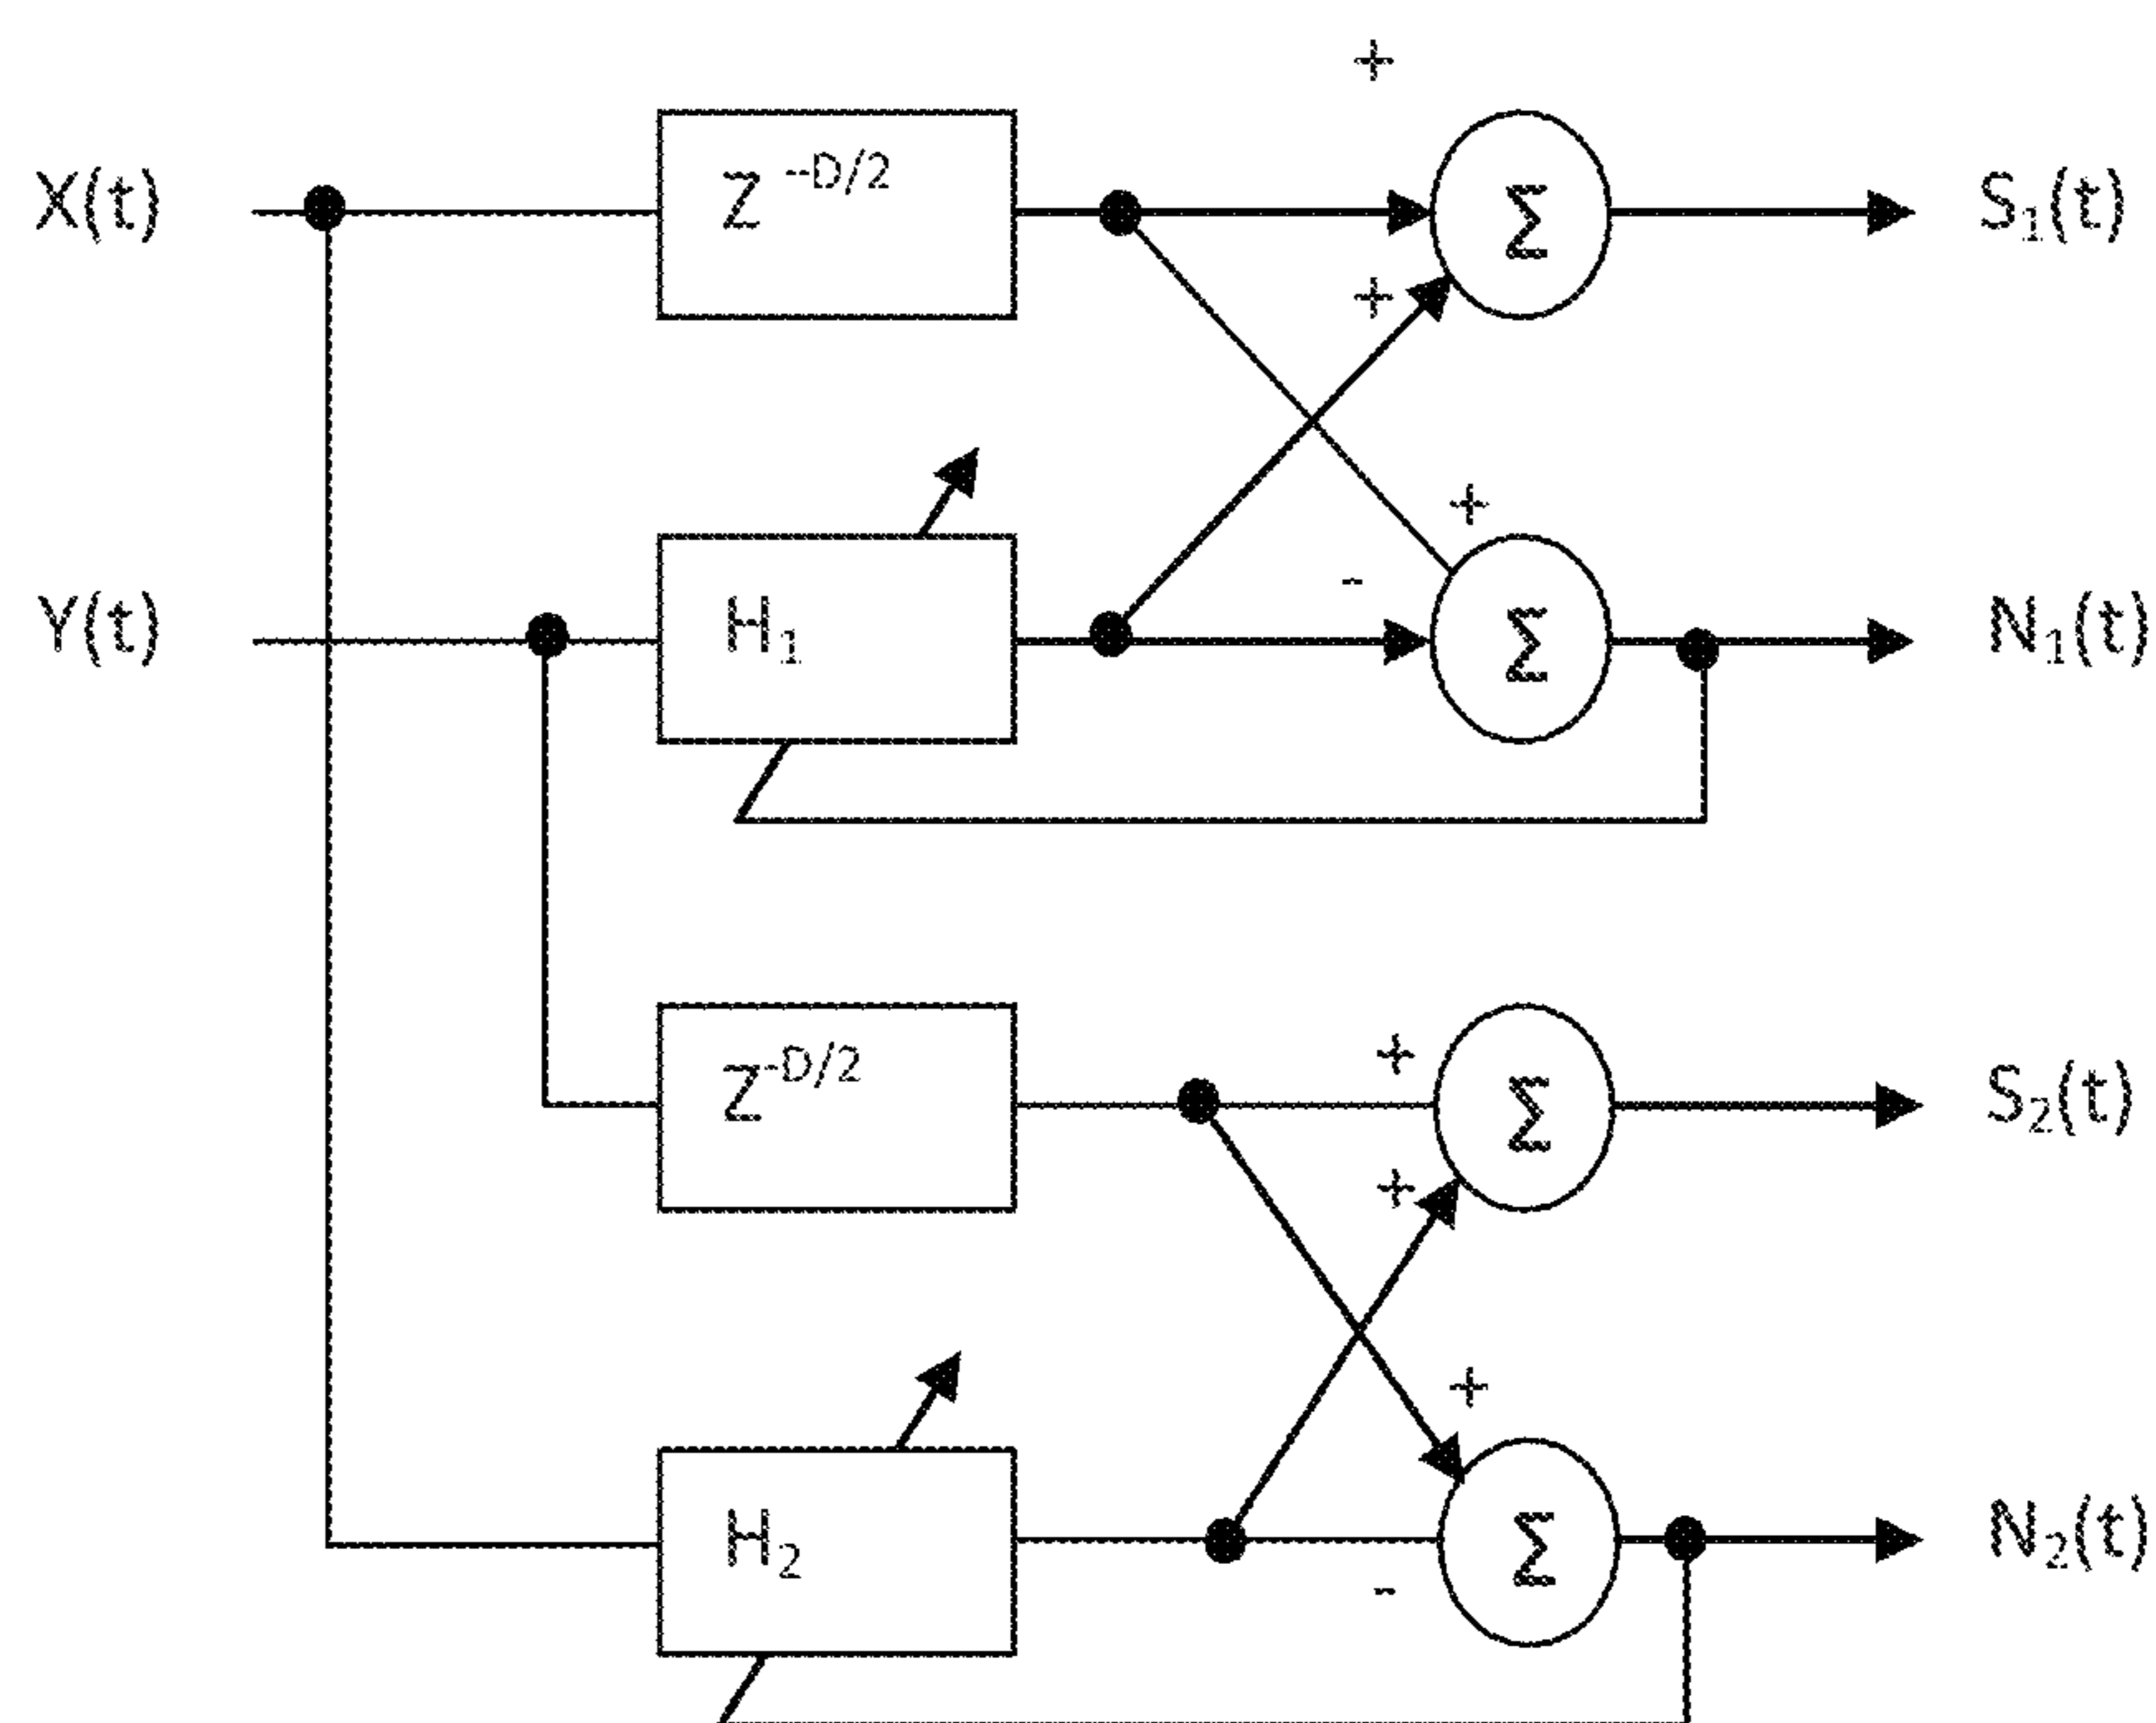 +
X(t) Z^-D/2 Σ S₁(t)
+
+
-
Y(t) H₁ Σ N₁(t)
+
Z^-D/2 Σ S₂(t)
+
+
H₂ Σ N₂(t)
-